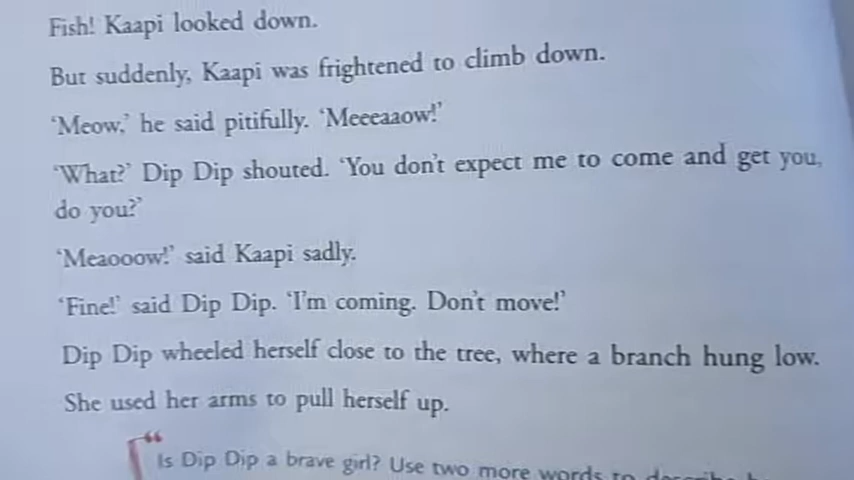 Fish! Kaapi looked down.
But suddenly, Kaapi was frightened to climb down.
‘Meow,’ he said pitifully. ‘Meeeaaow!’
‘What?’ Dip Dip shouted. ‘You don’t expect me to come and get you,
do you?’
‘Meaooow!’ said Kaapi sadly.
‘Fine!’ said Dip Dip. ‘I’m coming. Don’t move!’
Dip Dip wheeled herself close to the tree, where a branch hung low.
She used her arms to pull herself up.
“Is Dip Dip a brave girl? Use two more words to